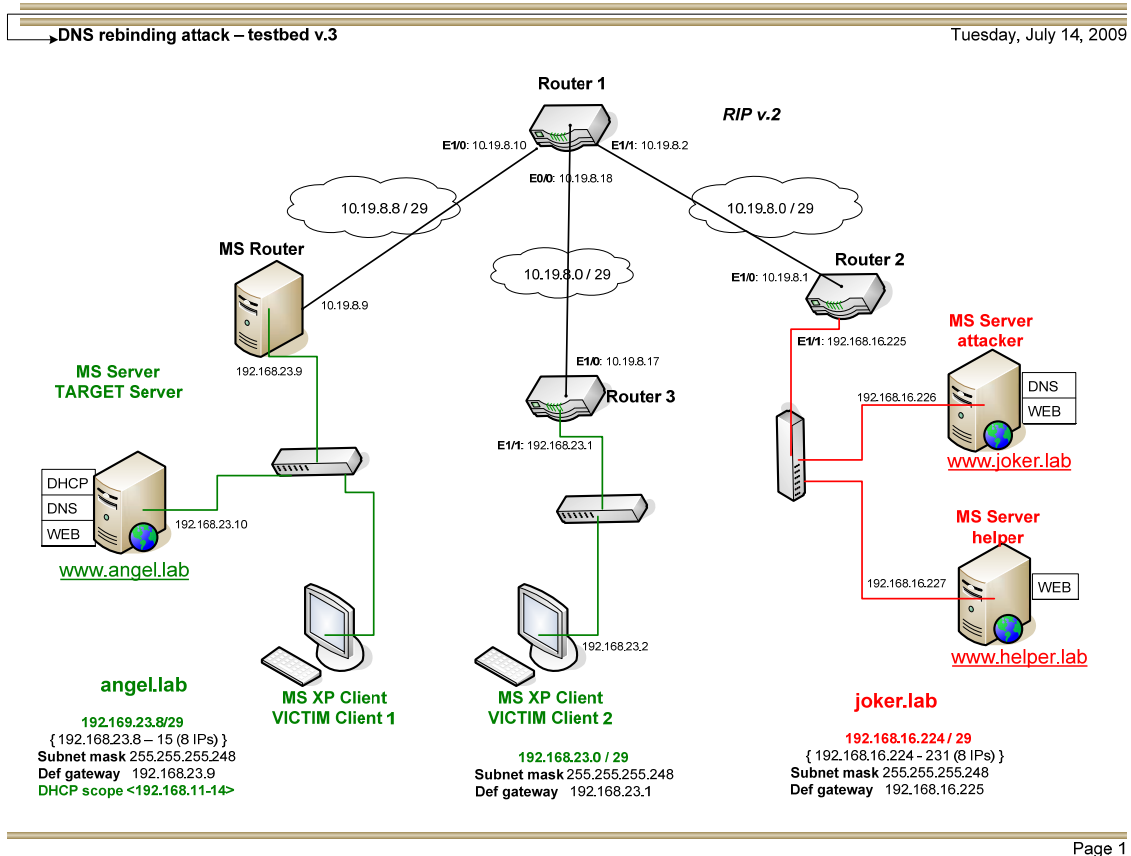 DNS rebinding attack – testbed v.3
Tuesday, July 14, 2009
Router 1
RIP v.2
E1/0: 10.19.8.10
E1/1: 10.19.8.2
E0/0: 10.19.8.18
10.19.8.8 / 29
10.19.8.0 / 29
MS Router
Router 2
10.19.8.0 / 29
E1/0: 10.19.8.1
10.19.8.9
MS Server
attacker
E1/1: 192.168.16.225
E1/0: 10.19.8.17
192.168.23.9
MS Server
TARGET Server
Router 3
192.168.16.226
DNS
WEB
E1/1: 192.168.23.1
www.joker.lab
DHCP
DNS
WEB
192.168.23.10
MS Server
helper
www.angel.lab
192.168.16.227
WEB
192.168.23.2
www.helper.lab
angel.lab
MS XP Client
VICTIM Client 1
MS XP Client
VICTIM Client 2
joker.lab
192.169.23.8/29
{ 192.168.23.8 – 15 (8 IPs) }
Subnet mask 255.255.255.248
Def gateway 192.168.23.9
DHCP scope <192.168.11-14>
192.168.23.0 / 29
Subnet mask 255.255.255.248
Def gateway 192.168.23.1
192.168.16.224 / 29
{ 192.168.16.224 - 231 (8 IPs) }
Subnet mask 255.255.255.248
Def gateway 192.168.16.225
Page 1